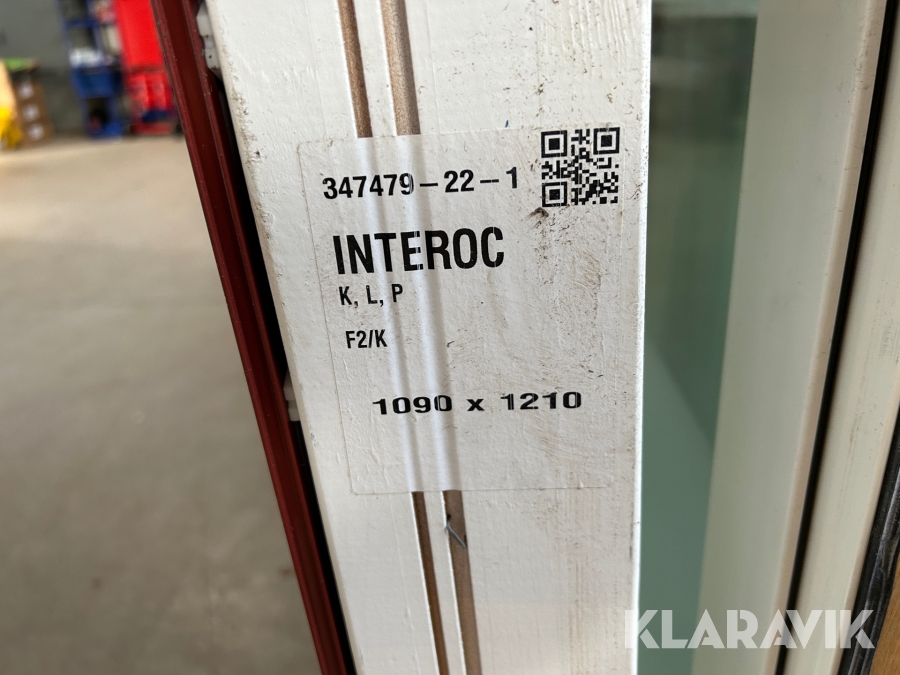 347479-22-1
INTEROC
K, L, P
F2/K
1090 x 1210
KLARAVIK